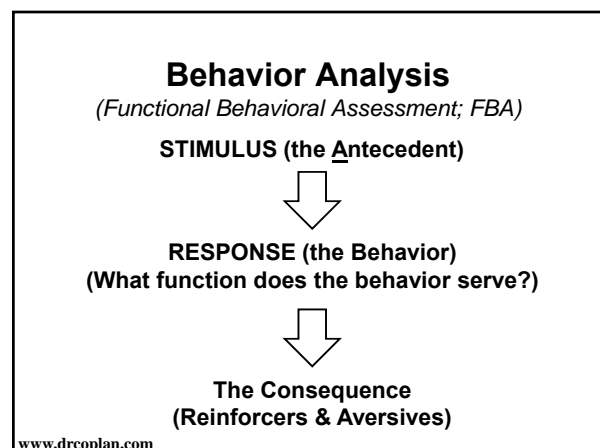 Behavior Analysis
(Functional Behavioral Assessment; FBA)
STIMULUS (the Antecedent)
RESPONSE (the Behavior)
(What function does the behavior serve?)
The Consequence
(Reinforcers & Aversives)
www.drcoplan.com